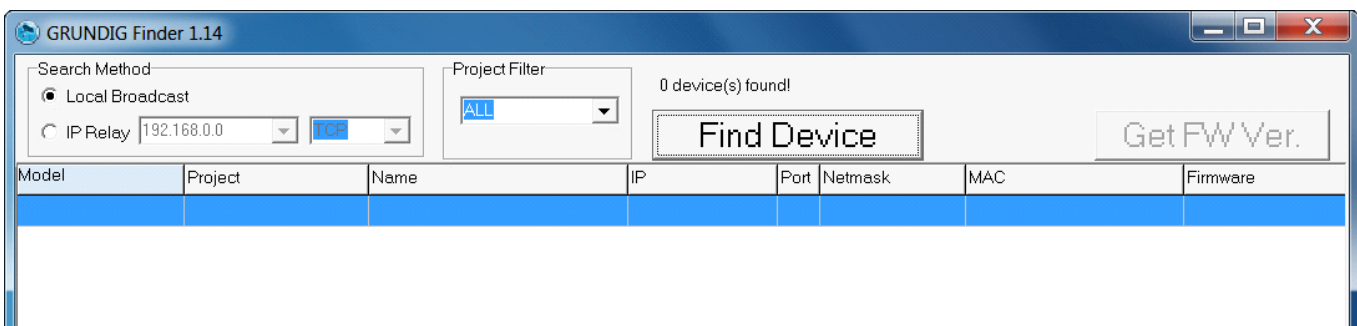 GRUNDIG Finder 1.14
Search Method
Local Broadcast
IP Relay 192.168.0.0 TCP
Project Filter
ALL
0 device(s) found!
Find Device
Get FW Ver.
Model Project Name IP Port Netmask MAC Firmware